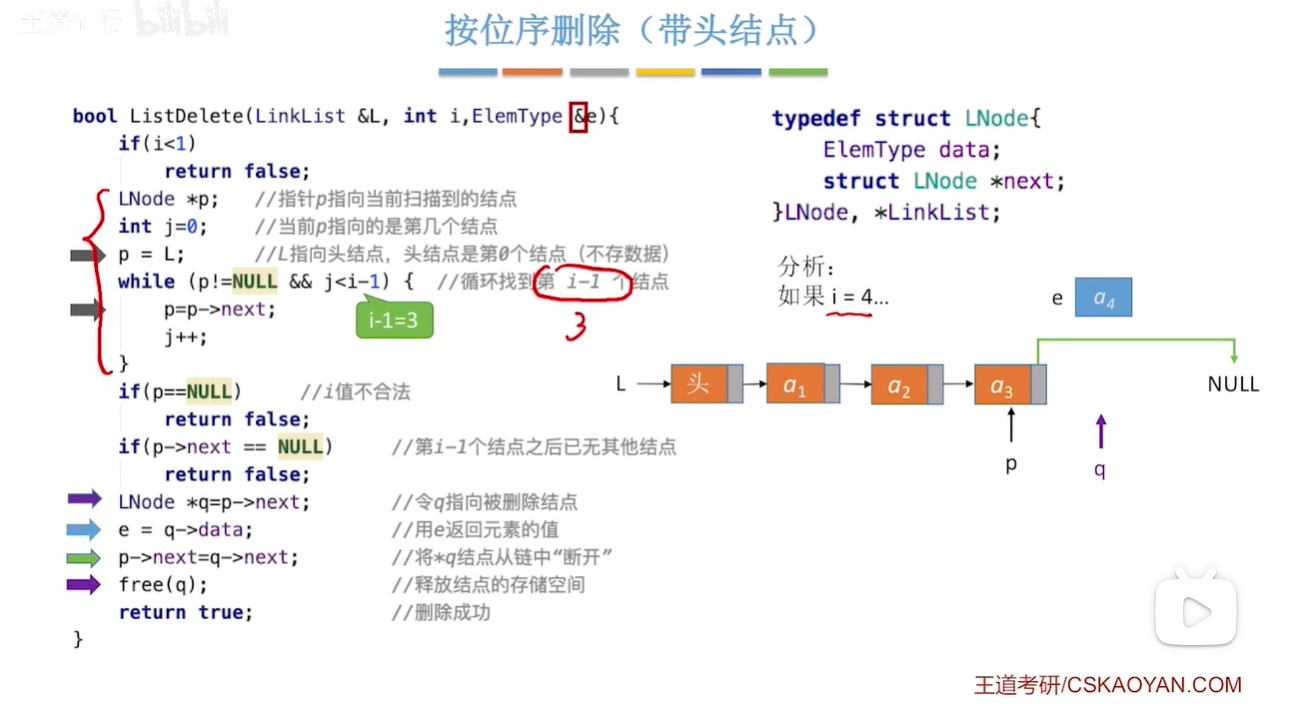 王道论坛 bilibili
按位序删除（带头结点）
bool ListDelete(LinkList &L, int i,ElemType &e){
if(i<1)
return false;
LNode *p; //指针p指向当前扫描到的结点
int j=0; //当前p指向的是第几个结点
p = L; //L指向头结点，头结点是第0个结点（不存数据）
while (p!=NULL && j<i-1) { //循环找到第 i-1 个结点
p=p->next;
i-1=3
3
j++;
}
if(p==NULL) //i值不合法
return false;
if(p->next == NULL) //第i-1个结点之后已无其他结点
return false;
LNode *q=p->next; //令q指向被删除结点
e = q->data; //用e返回元素的值
p->next=q->next; //将*q结点从链中“断开”
free(q); //释放结点的存储空间
return true; //删除成功
}
typedef struct LNode{
ElemType data;
struct LNode *next;
}LNode, *LinkList;
分析：
如果 i = 4...
e a4
L 头 a1 a2 a3 NULL
p q
王道考研/CSKAOYAN.COM